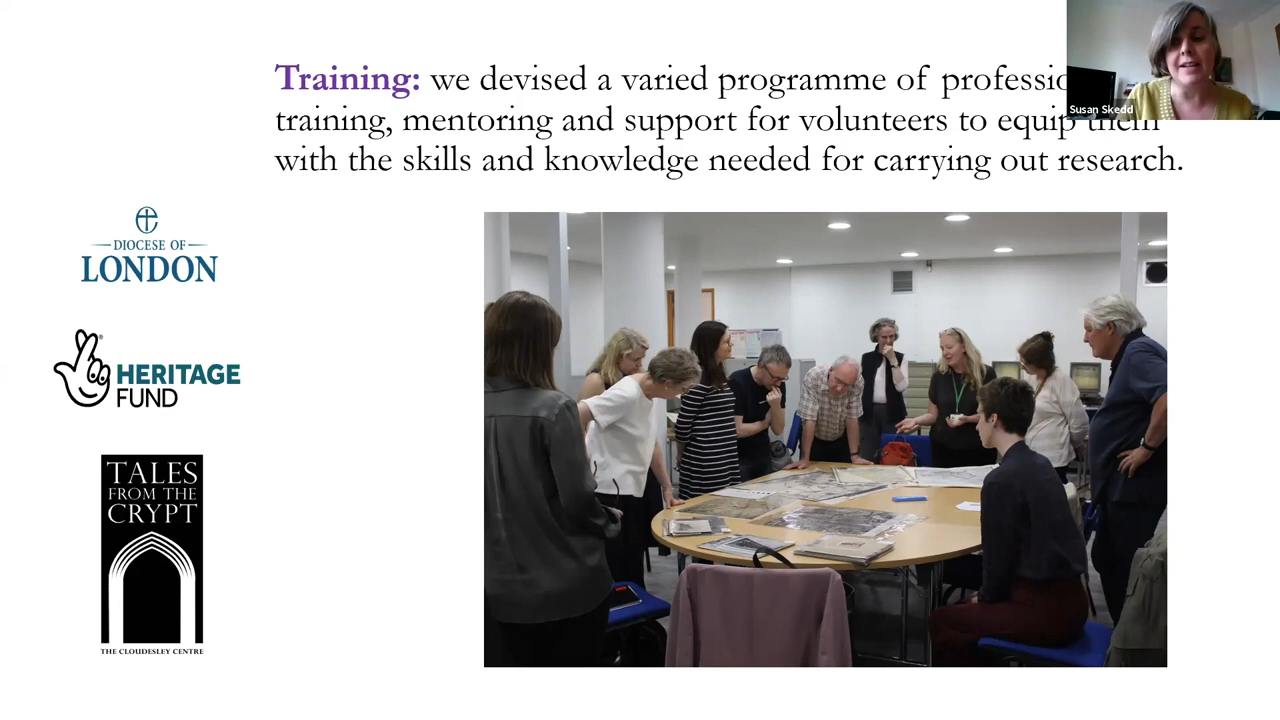 Training: we devised a varied programme of
training, mentoring and support for volunteers to equip them
with the skills and knowledge needed for carrying out research.
Susan Skedd
DIOCESE OF
LONDON
HERITAGE
FUND
TALES
FROM THE
CRYPT
THE CLOUDESLEY CENTRE